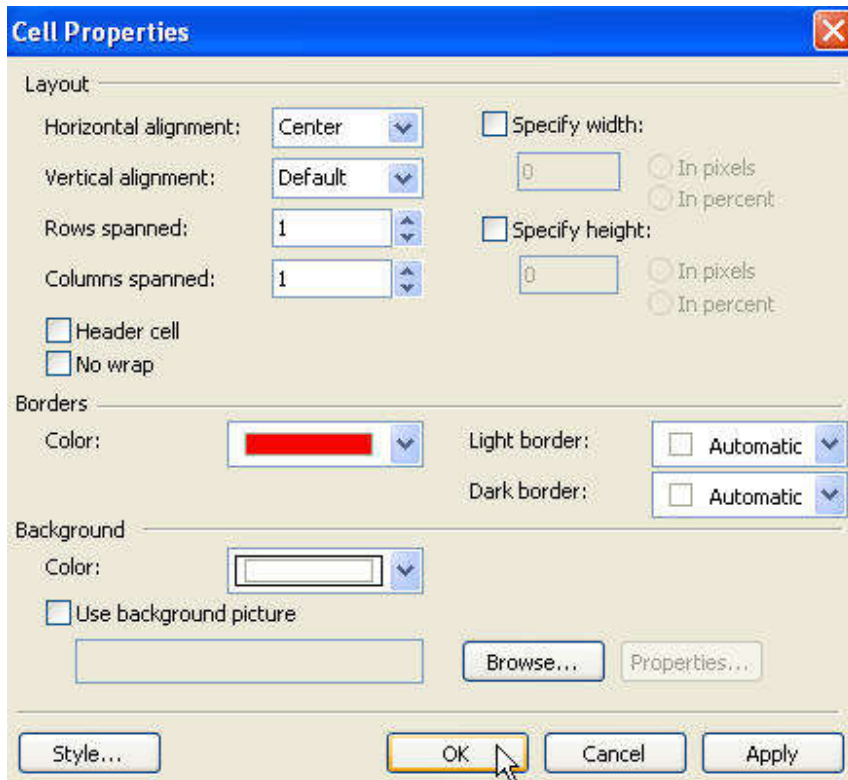 Cell Properties
Layout
Horizontal alignment: Center
Specify width:
Vertical alignment: Default
0 In pixels
In percent
Rows spanned: 1
Specify height:
Columns spanned: 1
0 In pixels
In percent
Header cell
No wrap
Borders
Color:
Light border: Automatic
Dark border: Automatic
Background
Color:
Use background picture
Browse... Properties...
Style... OK Cancel Apply